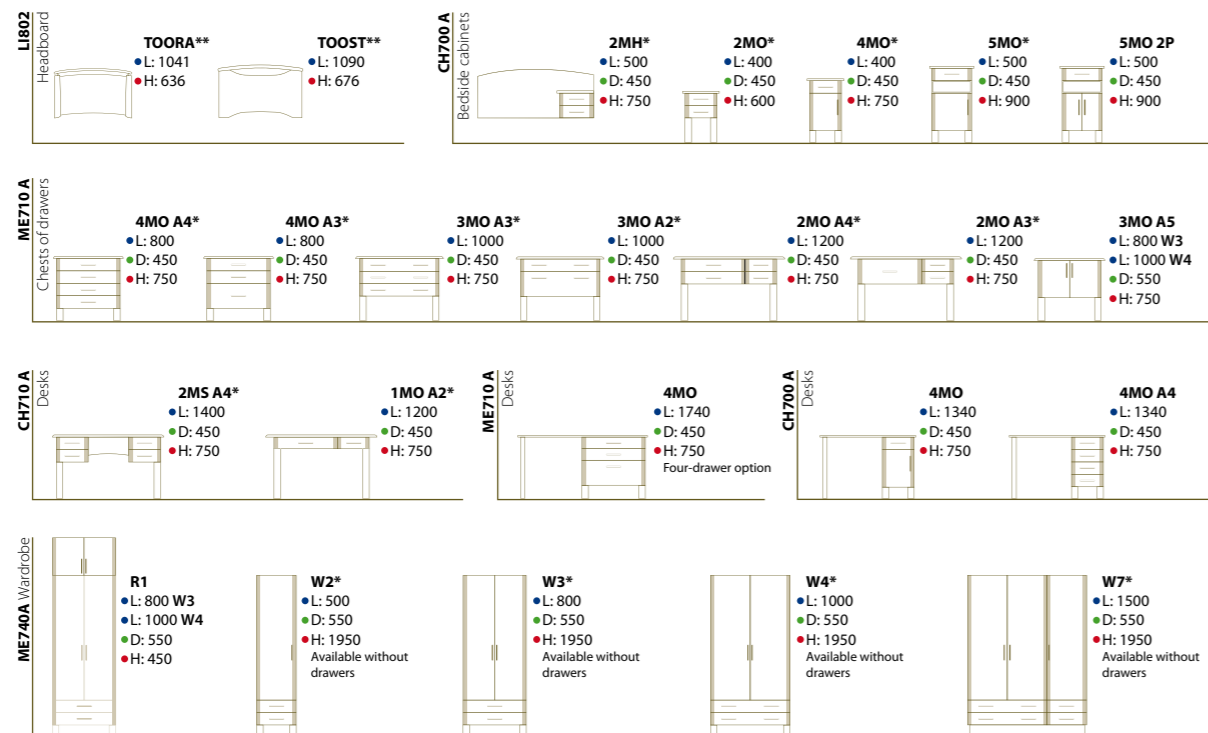 LI802
Headboard
TOORA**
L: 1041
H: 636
TOOST**
L: 1090
H: 676
CH700 A
Bedside cabinets
2MH*
L: 500
D: 450
H: 750
2MO*
L: 400
D: 450
H: 600
4MO*
L: 400
D: 450
H: 750
5MO*
L: 500
D: 450
H: 900
5MO 2P
L: 500
D: 450
H: 900
ME710 A
Chests of drawers
4MO A4*
L: 800
D: 450
H: 750
4MO A3*
L: 800
D: 450
H: 750
3MO A3*
L: 1000
D: 450
H: 750
3MO A2*
L: 1000
D: 450
H: 750
2MO A4*
L: 1200
D: 450
H: 750
2MO A3*
L: 1200
D: 450
H: 750
3MO A5
L: 800 W3
L: 1000 W4
D: 550
H: 750
CH710 A
Desks
2MS A4*
L: 1400
D: 450
H: 750
1MO A2*
L: 1200
D: 450
H: 750
ME710 A
Desks
4MO
L: 1740
D: 450
H: 750
Four-drawer option
CH700 A
Desks
4MO
L: 1340
D: 450
H: 750
4MO A4
L: 1340
D: 450
H: 750
ME740A Wardrobe
R1
L: 800 W3
L: 1000 W4
D: 550
H: 450
W2*
L: 500
D: 550
H: 1950
Available without
drawers
W3*
L: 800
D: 550
H: 1950
Available without
drawers
W4*
L: 1000
D: 550
H: 1950
Available without
drawers
W7*
L: 1500
D: 550
H: 1950
Available without
drawers